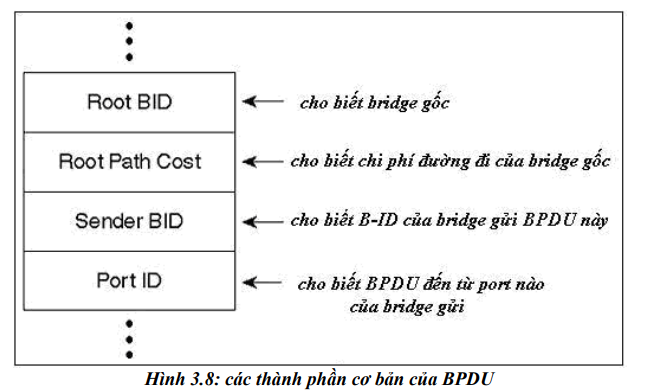 Root BID
cho biết bridge gốc
Root Path Cost
cho biết chi phí đường đi của bridge gốc
Sender BID
cho biết B-ID của bridge gửi BPDU này
Port ID
cho biết BPDU đến từ port nào
của bridge gửi
Hình 3.8: các thành phần cơ bản của BPDU